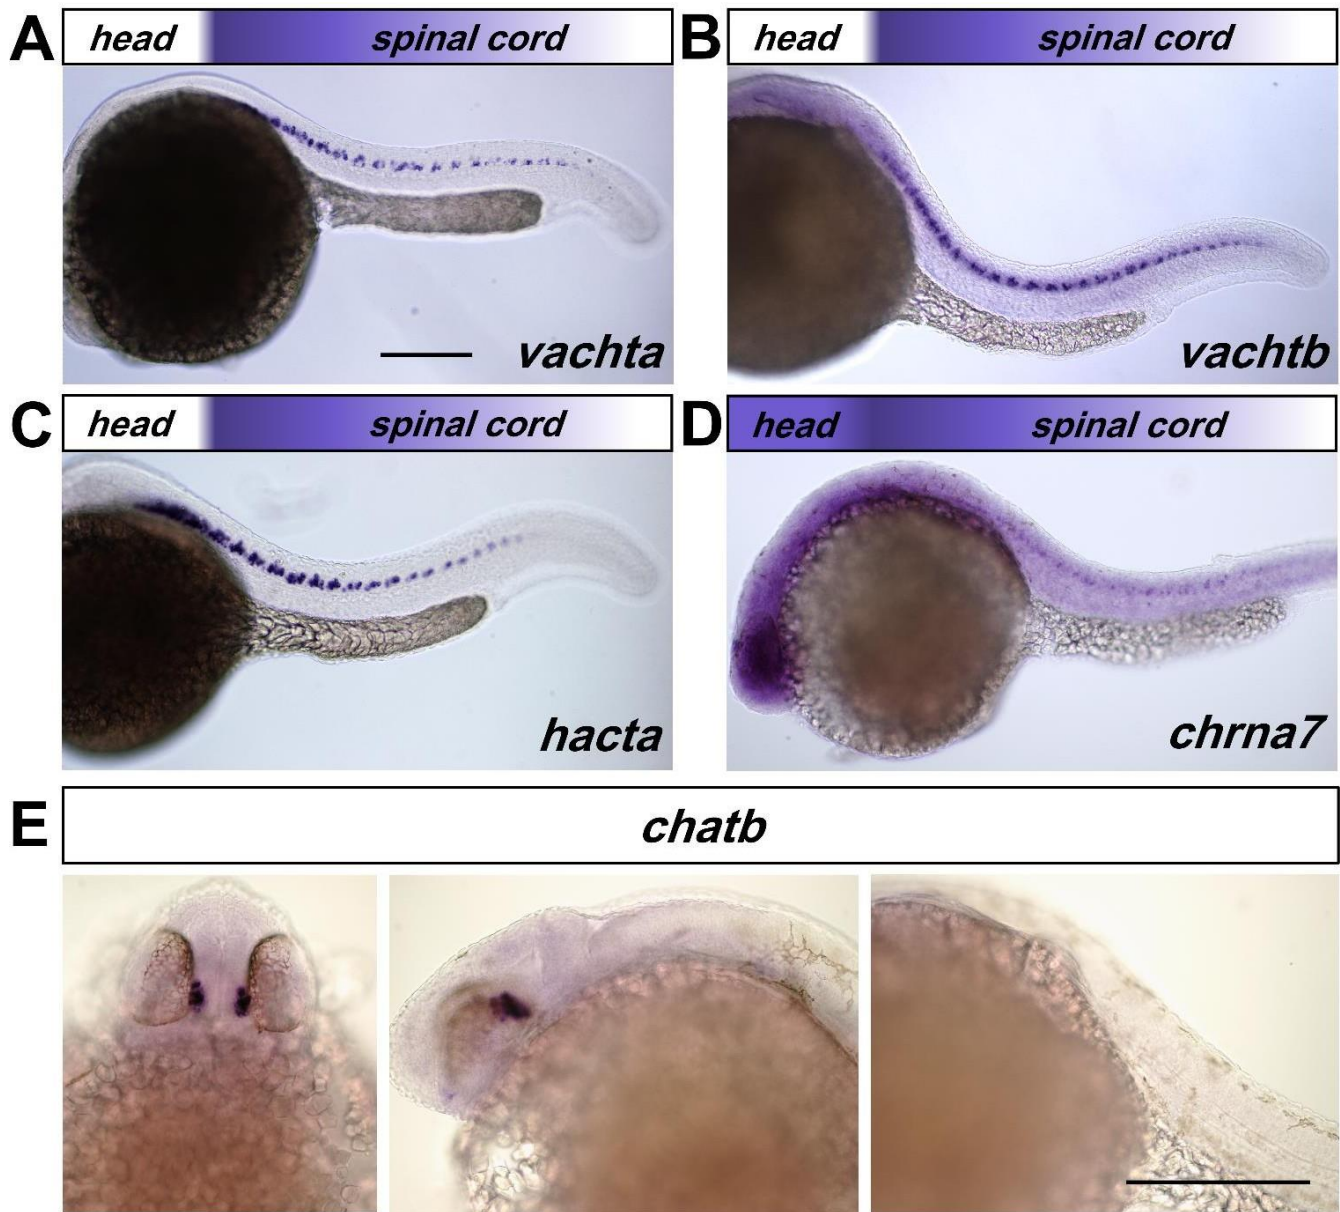 A head spinal cord
B head spinal cord
vachta
vachtb
C head spinal cord
D head spinal cord
hacta
chrna7
E chatb